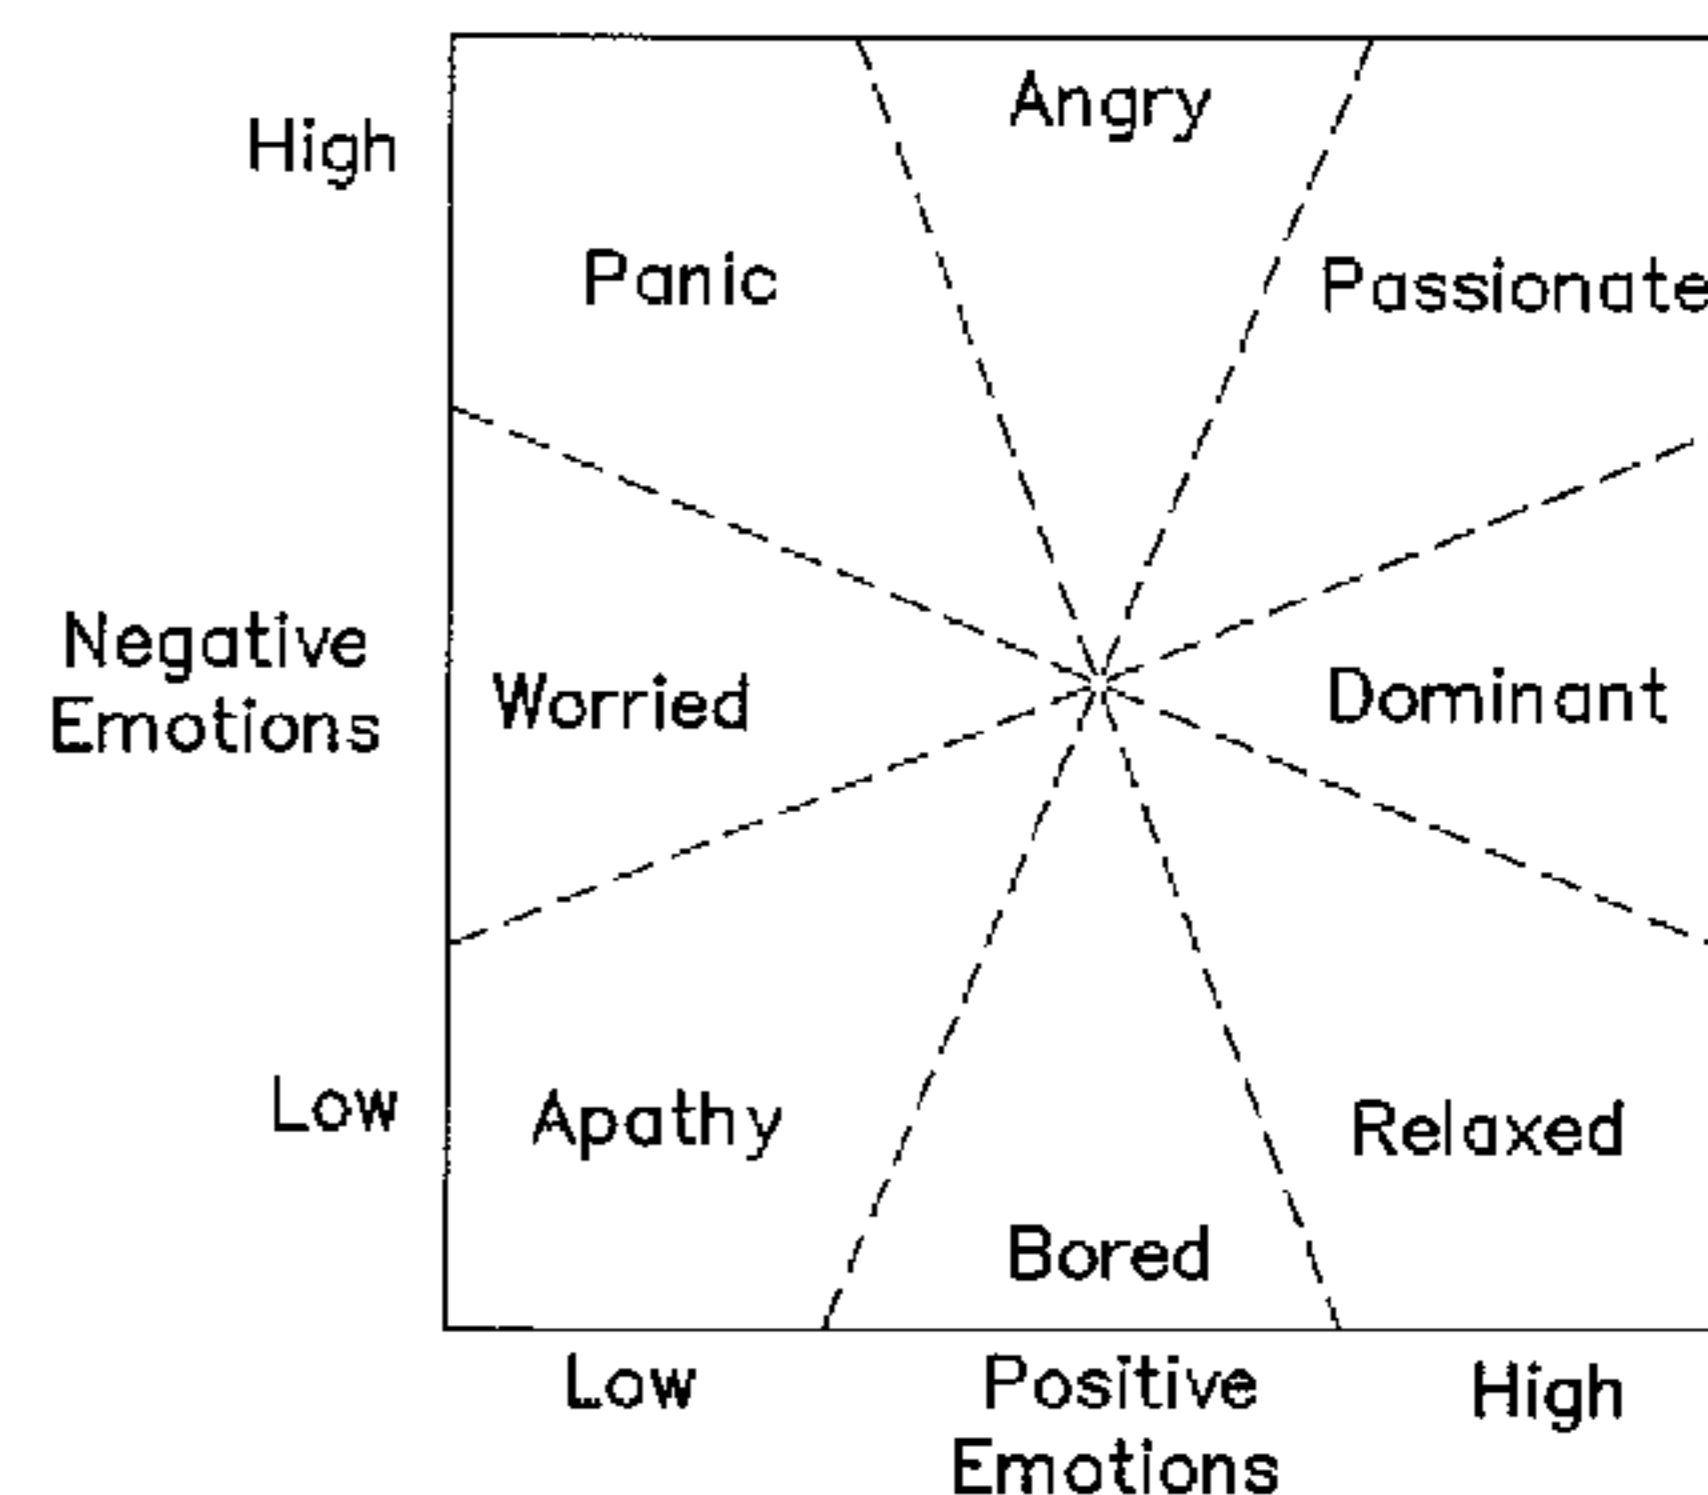 Angry
High
Panic
Passionate
Negative
Emotions
Worried
Dominant
Low
Apathy
Relaxed
Bored
Low
Positive
Emotions
High